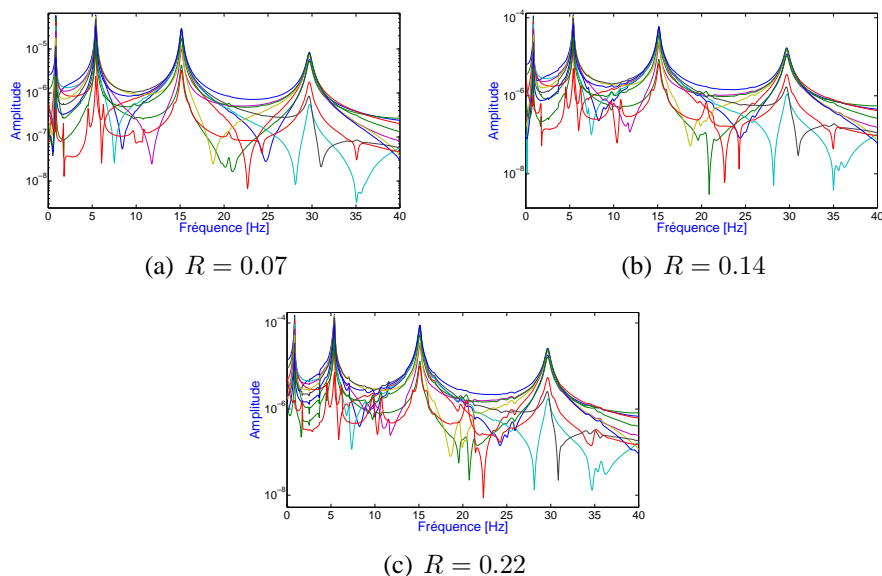 Amplitude
10⁻⁵
10⁻⁶
10⁻⁷
10⁻⁸
0 5 10 15 20 25 30 35 40
Fréquence [Hz]
(a) R = 0.07
Amplitude
10⁻⁴
10⁻⁶
10⁻⁸
0 5 10 15 20 25 30 35 40
Fréquence [Hz]
(b) R = 0.14
Amplitude
10⁻⁴
10⁻⁶
10⁻⁸
0 5 10 15 20 25 30 35 40
Fréquence [Hz]
(c) R = 0.22